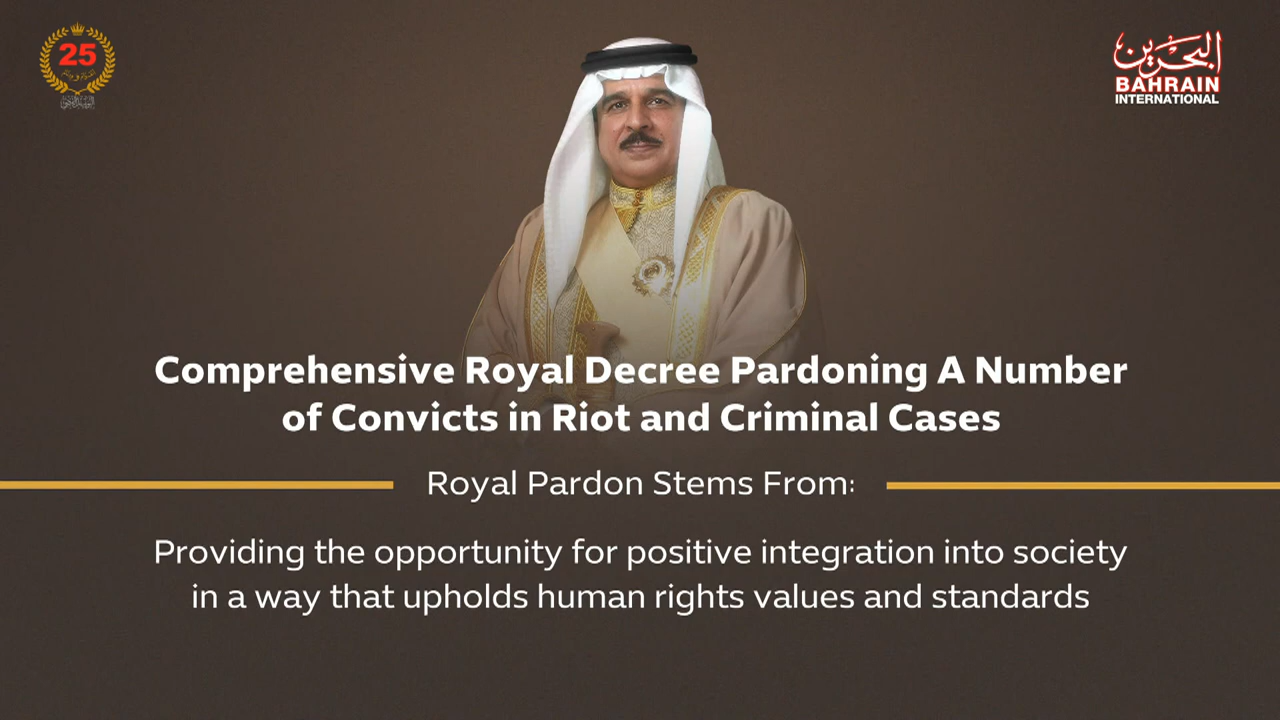 25
البحرين
BAHRAIN
INTERNATIONAL
Comprehensive Royal Decree Pardoning A Number
of Convicts in Riot and Criminal Cases
Royal Pardon Stems From:
Providing the opportunity for positive integration into society
in a way that upholds human rights values and standards